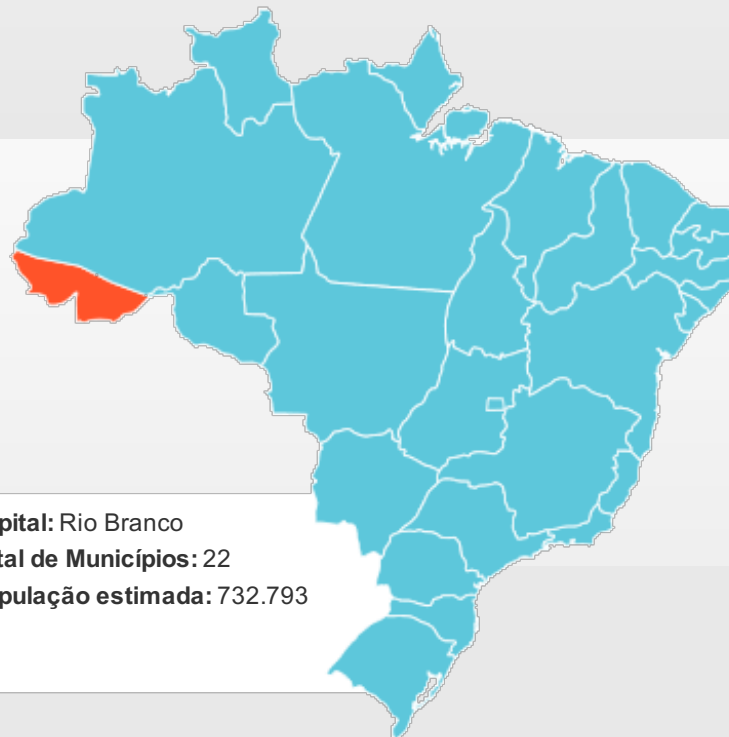 pital: Rio Branco
tal de Municípios: 22
pulação estimada: 732.793